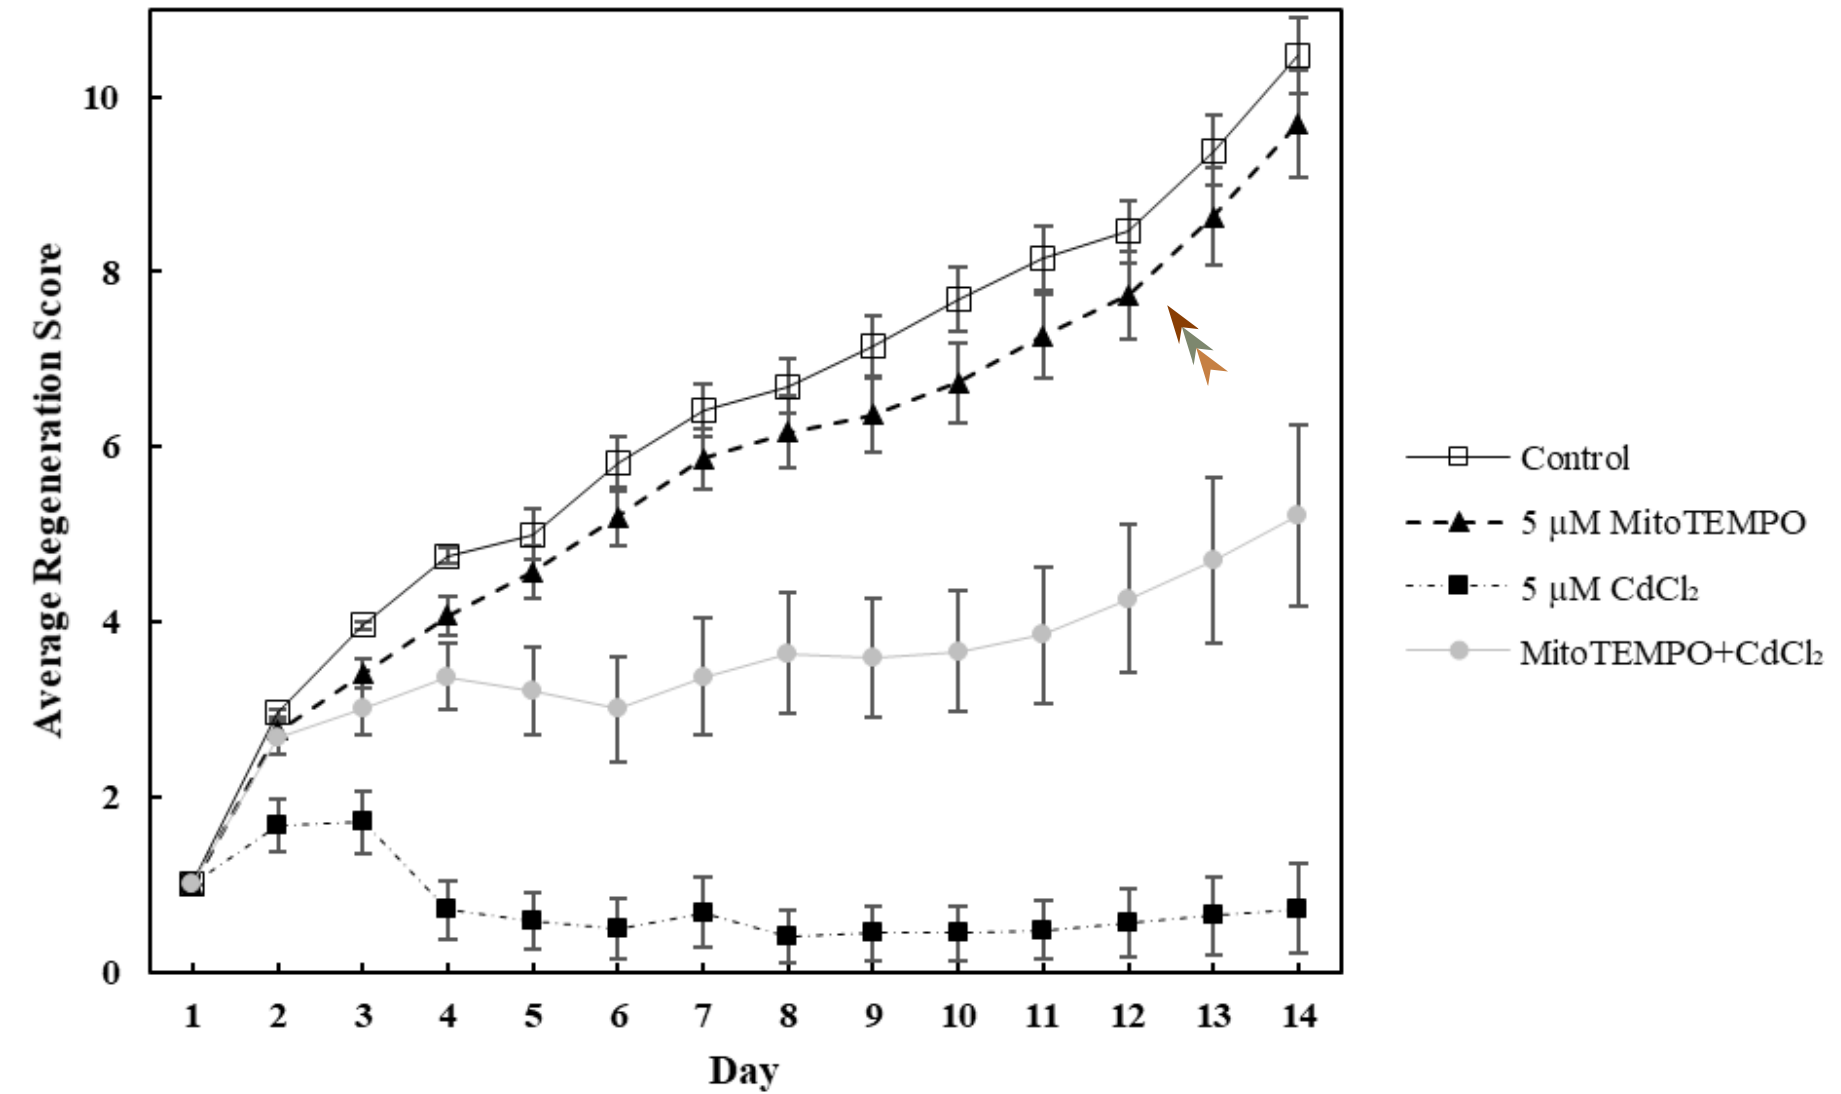 Average Regeneration Score
10
8
6
4
2
0
1 2 3 4 5 6 7 8 9 10 11 12 13 14
Day
Control
5 µM MitoTEMPO
5 µM CdCl₂
MitoTEMPO+CdCl₂